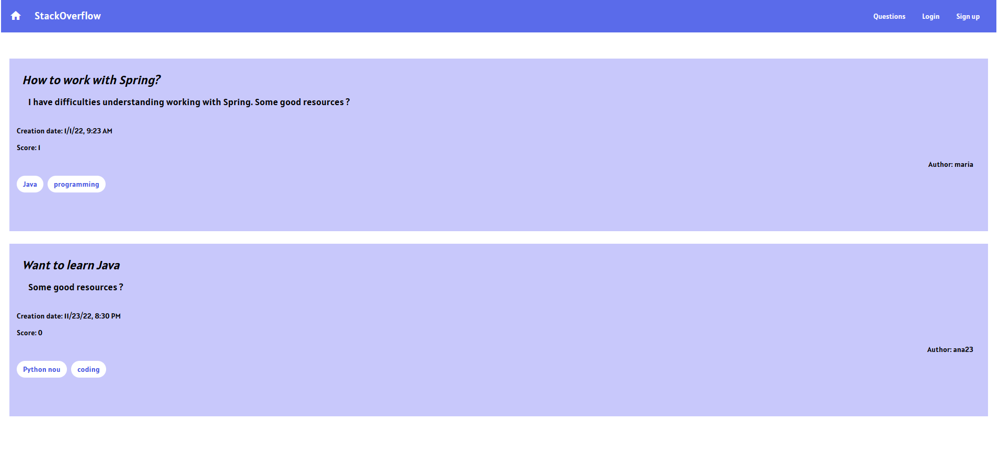 StackOverflow Questions Login Sign up
How to work with Spring?
I have difficulties understanding working with Spring. Some good resources ?
Creation date: 1/1/22, 9:23 AM
Score: 1
Author: maria
Java programming
Want to learn Java
Some good resources ?
Creation date: 11/23/22, 8:30 PM
Score: 0
Author: ana23
Python nou coding